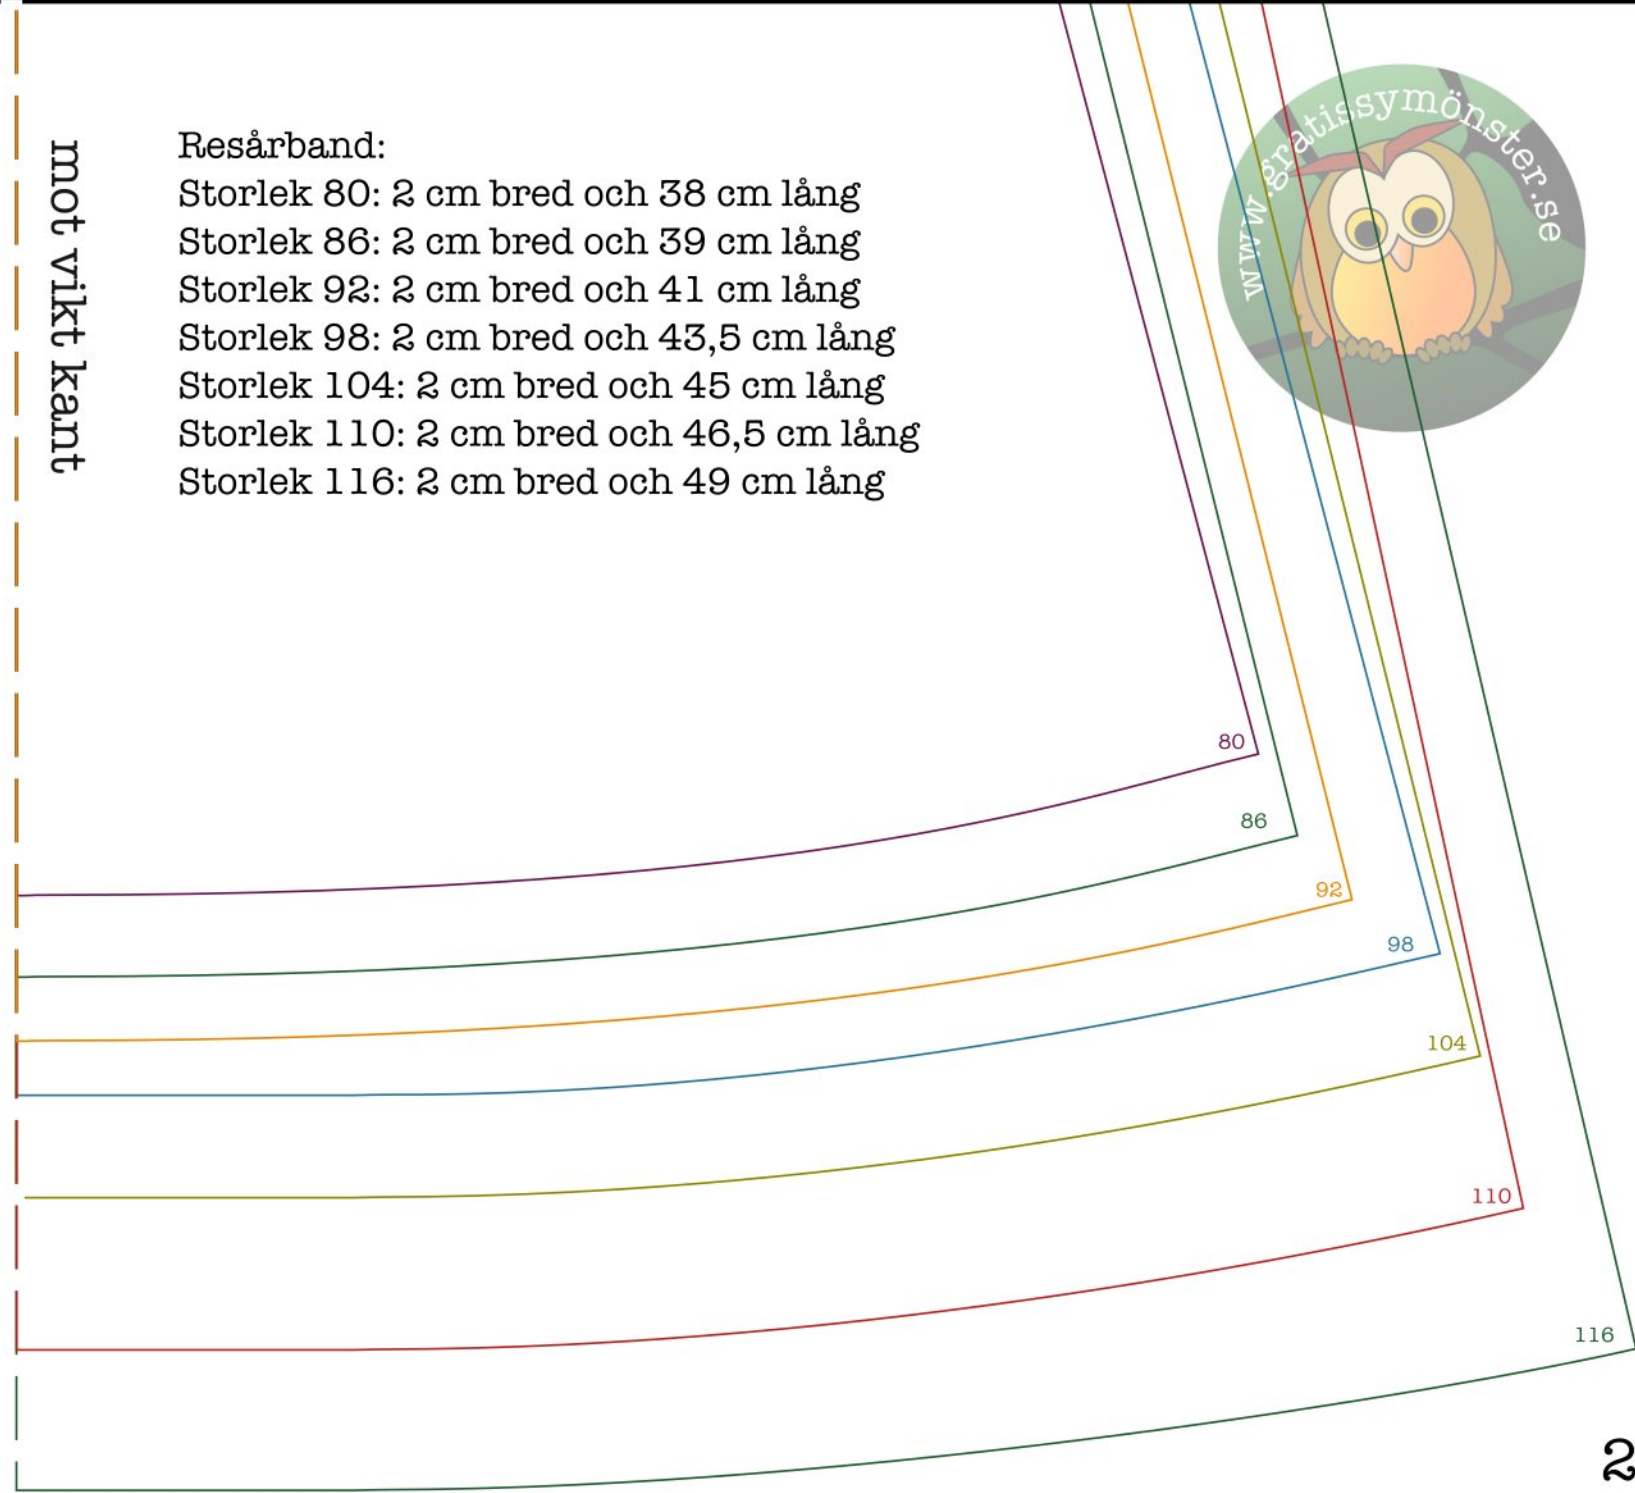 mot vikt kant
Resårband:
Storlek 80: 2 cm bred och 38 cm lång
Storlek 86: 2 cm bred och 39 cm lång
Storlek 92: 2 cm bred och 41 cm lång
Storlek 98: 2 cm bred och 43,5 cm lång
Storlek 104: 2 cm bred och 45 cm lång
Storlek 110: 2 cm bred och 46,5 cm lång
Storlek 116: 2 cm bred och 49 cm lång
www.gratissymönster.se
80
86
92
98
104
110
116
2